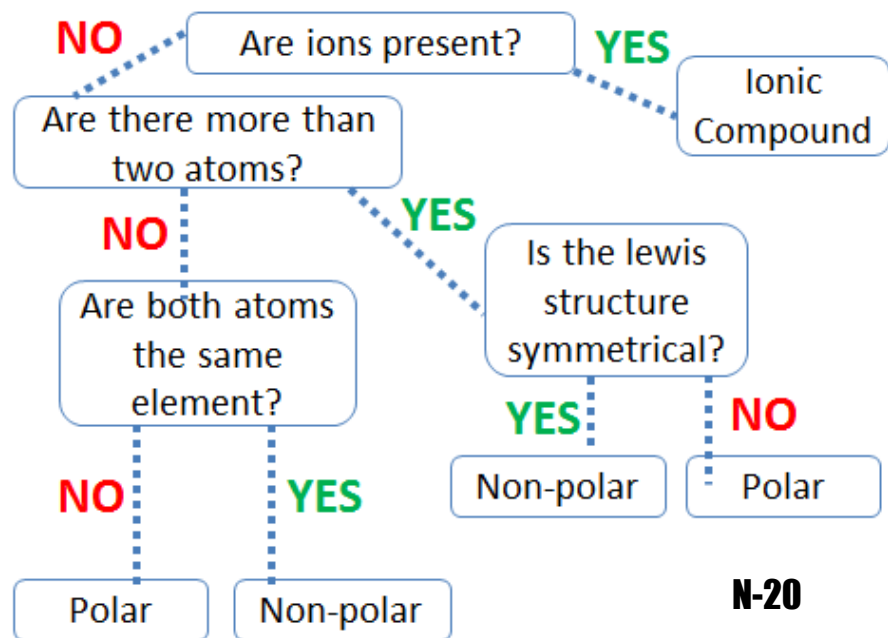 NO
Are ions present?
YES
Ionic
Compound
Are there more than
two atoms?
NO
YES
Is the lewis
structure
symmetrical?
Are both atoms
the same
element?
YES
NO
Non-polar
Polar
NO
YES
Polar
Non-polar
N-20